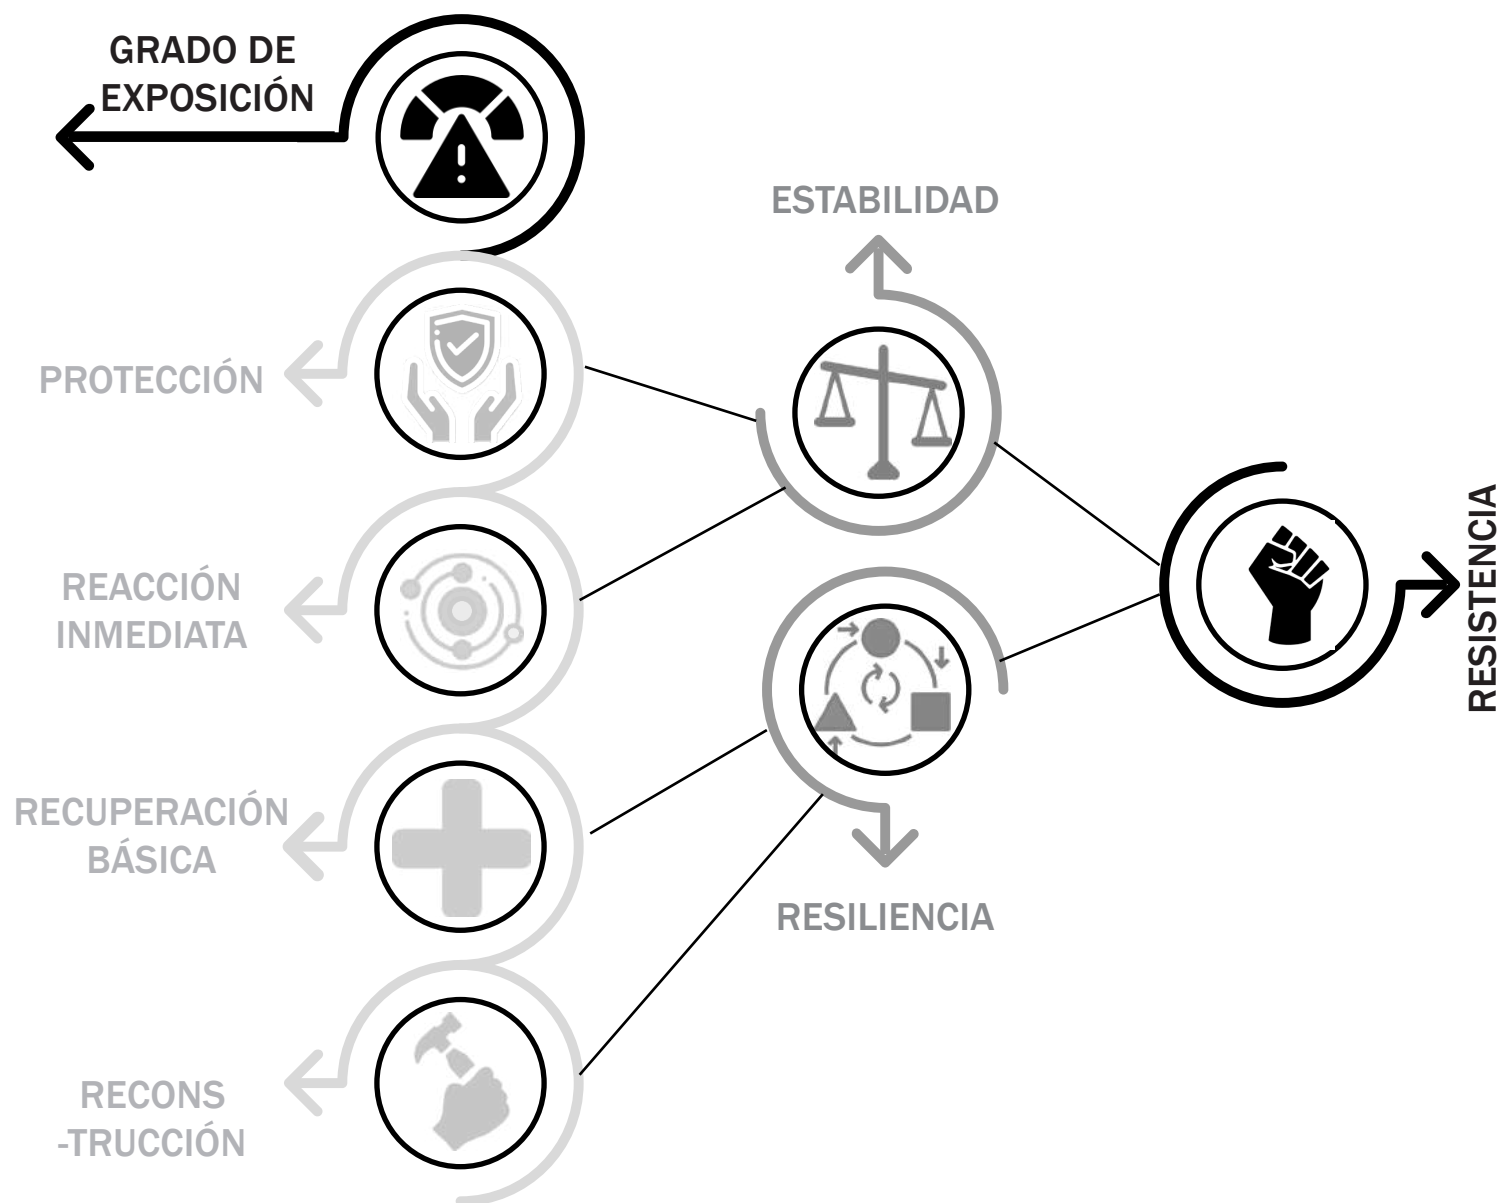 GRADO DE
EXPOSICIÓN
PROTECCIÓN
REACCIÓN
INMEDIATA
RECUPERACIÓN
BÁSICA
RECONS
-TRUCCIÓN
ESTABILIDAD
RESILIENCIA
RESISTENCIA